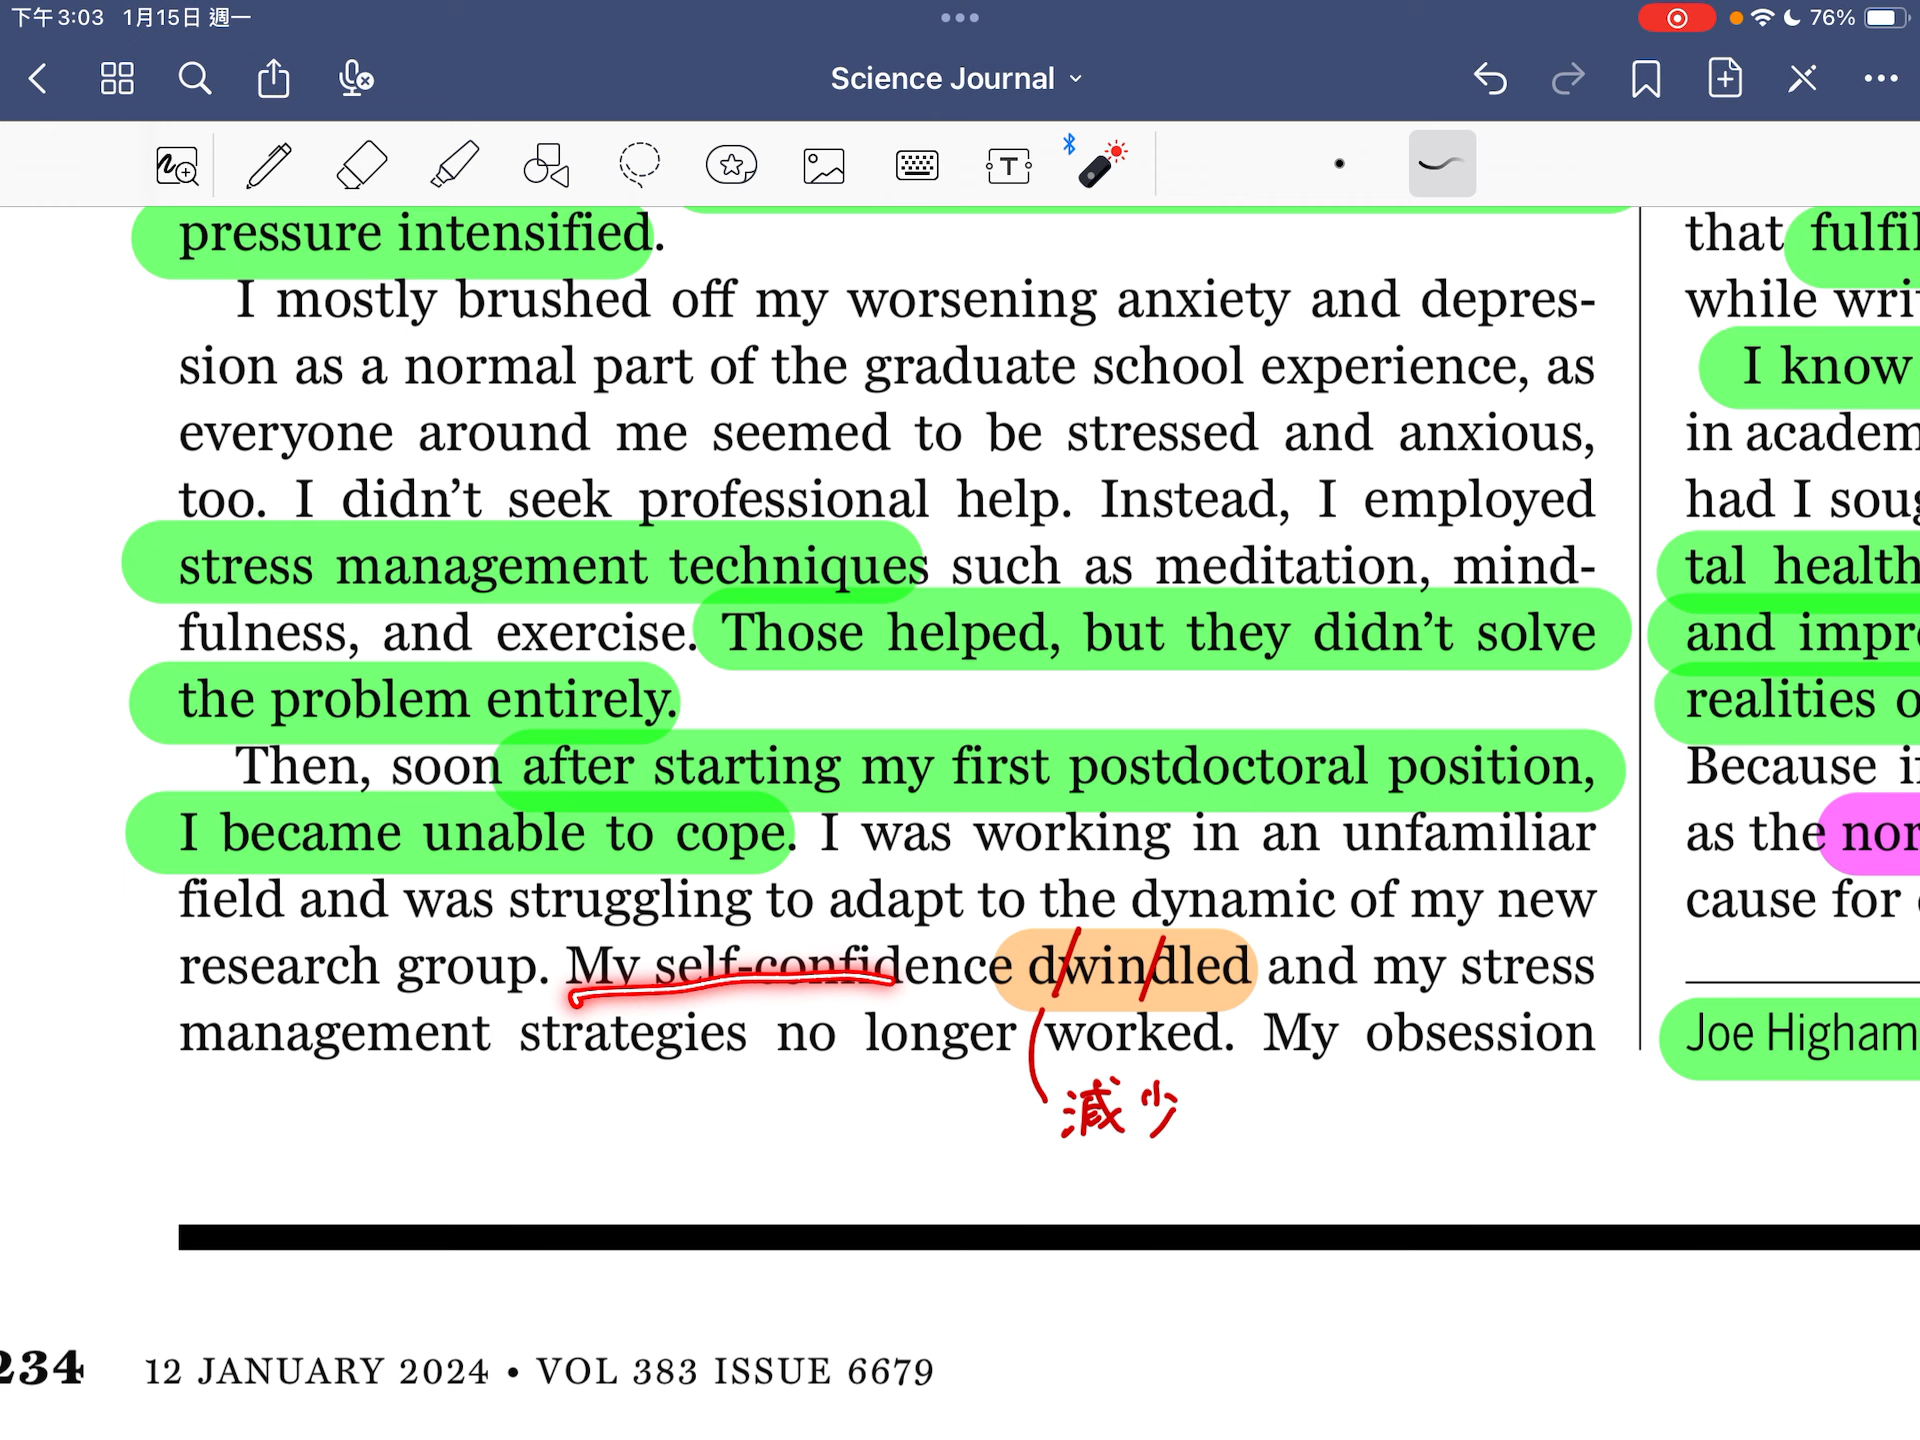 下午3:03 1月15日 週一
76%
Science Journal
T
pressure intensified.
I mostly brushed off my worsening anxiety and depres-
sion as a normal part of the graduate school experience, as
everyone around me seemed to be stressed and anxious,
too. I didn't seek professional help. Instead, I employed
stress management techniques such as meditation, mind-
fulness, and exercise. Those helped, but they didn't solve
the problem entirely.
Then, soon after starting my first postdoctoral position,
I became unable to cope. I was working in an unfamiliar
field and was struggling to adapt to the dynamic of my new
research group. My self-confidence dwindled and my stress
management strategies no longer worked. My obsession
減少
that
while
I know
in
had I
tal health
and
realities
Because
as the
cause for
Joe Higham
234 12 JANUARY 2024 • VOL 383 ISSUE 6679